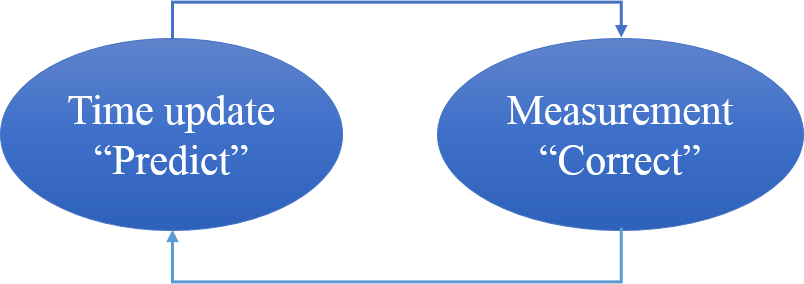 Time update
“Predict”
Measurement
“Correct”